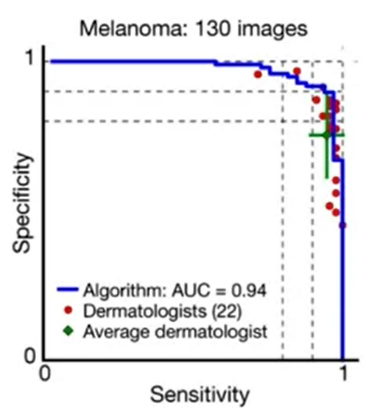 Melanoma: 130 images
1
Specificity
Algorithm: AUC = 0.94
Dermatologists (22)
Average dermatologist
0
0
1
Sensitivity